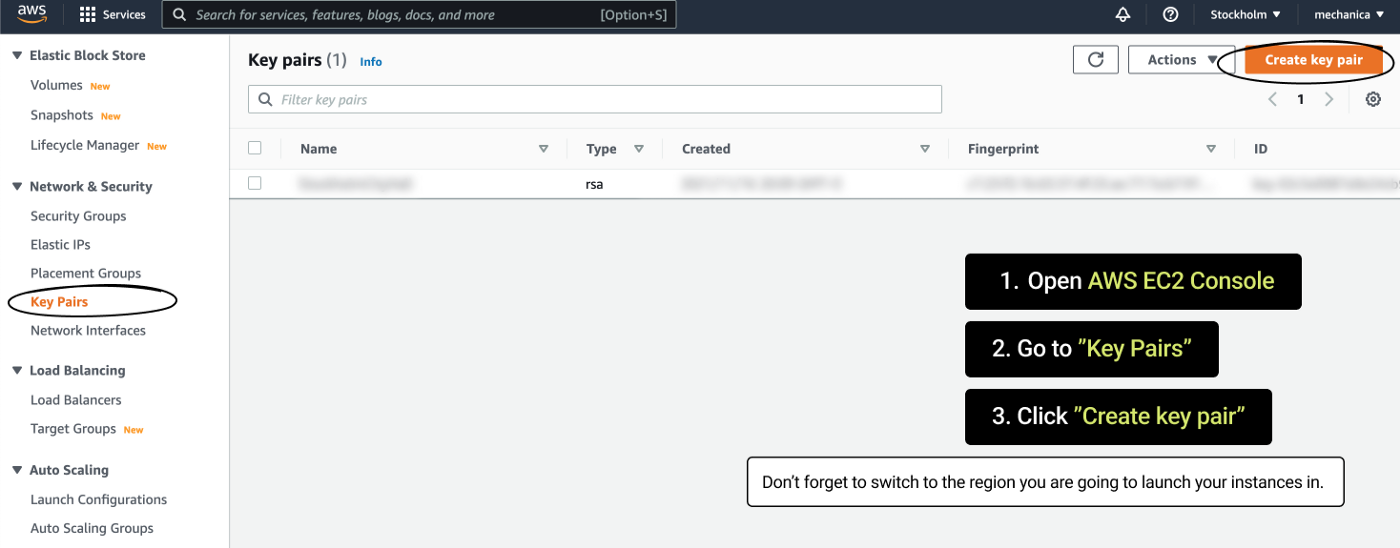 aws Services Search for services, features, blogs, docs, and more [Option+S] Stockholm ▼ mechanica ▼
Elastic Block Store
Volumes New
Snapshots New
Lifecycle Manager New
Network & Security
Security Groups
Elastic IPs
Placement Groups
Key Pairs
Network Interfaces
Load Balancing
Load Balancers
Target Groups New
Auto Scaling
Launch Configurations
Auto Scaling Groups
Key pairs (1) Info Actions ▼ Create key pair
Filter key pairs 1
Name Type Created Fingerprint ID
rsa
1. Open AWS EC2 Console
2. Go to ”Key Pairs”
3. Click ”Create key pair”
Don’t forget to switch to the region you are going to launch your instances in.